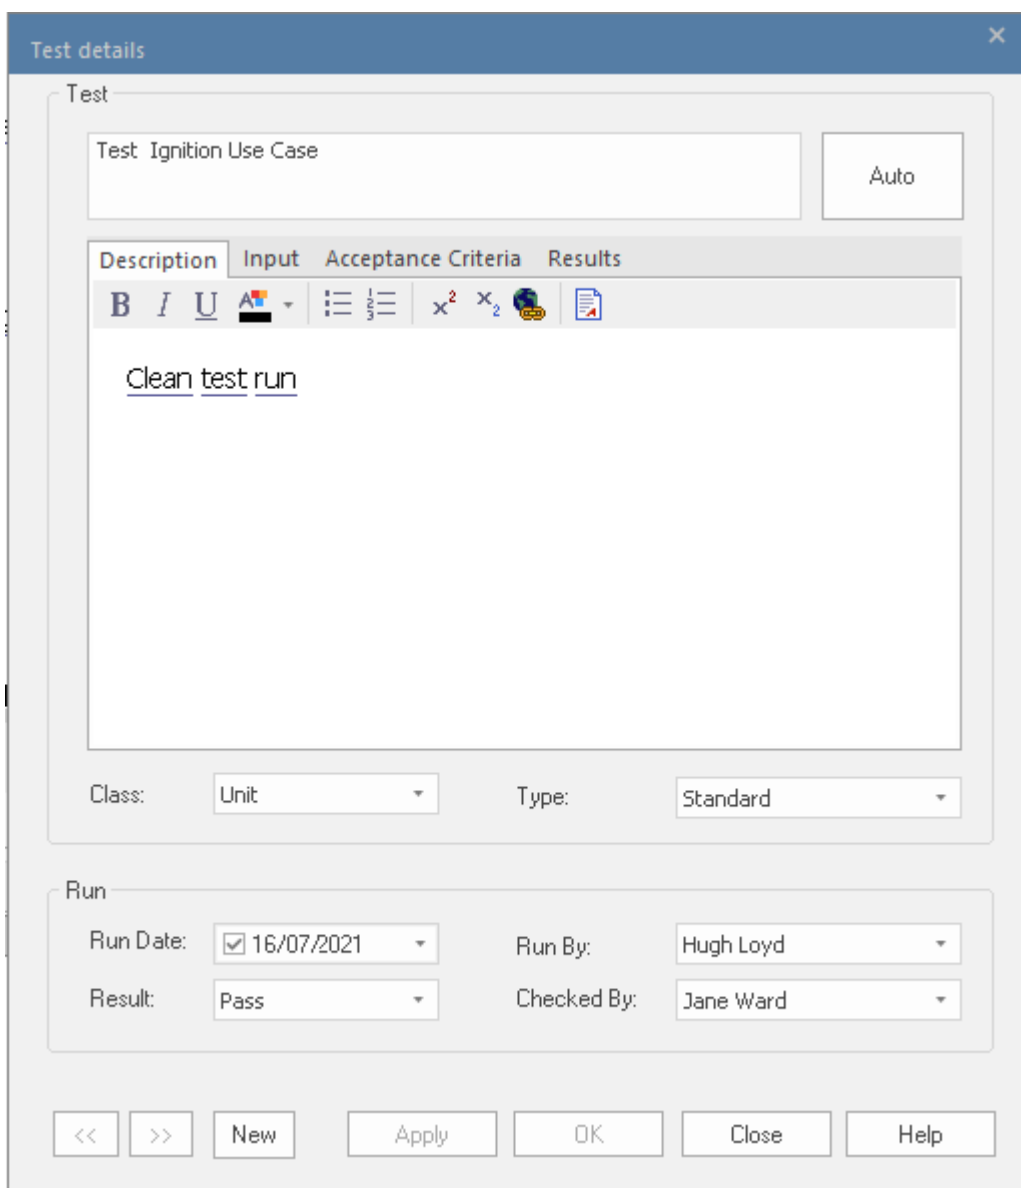 Test details
Test
Test  Ignition Use Case
Auto
Description Input Acceptance Criteria Results
B I U A x² x₂
Clean test run
Class: Unit Type: Standard
Run
Run Date: 16/07/2021 Run By: Hugh Loyd
Result: Pass Checked By: Jane Ward
<< >> New Apply OK Close Help